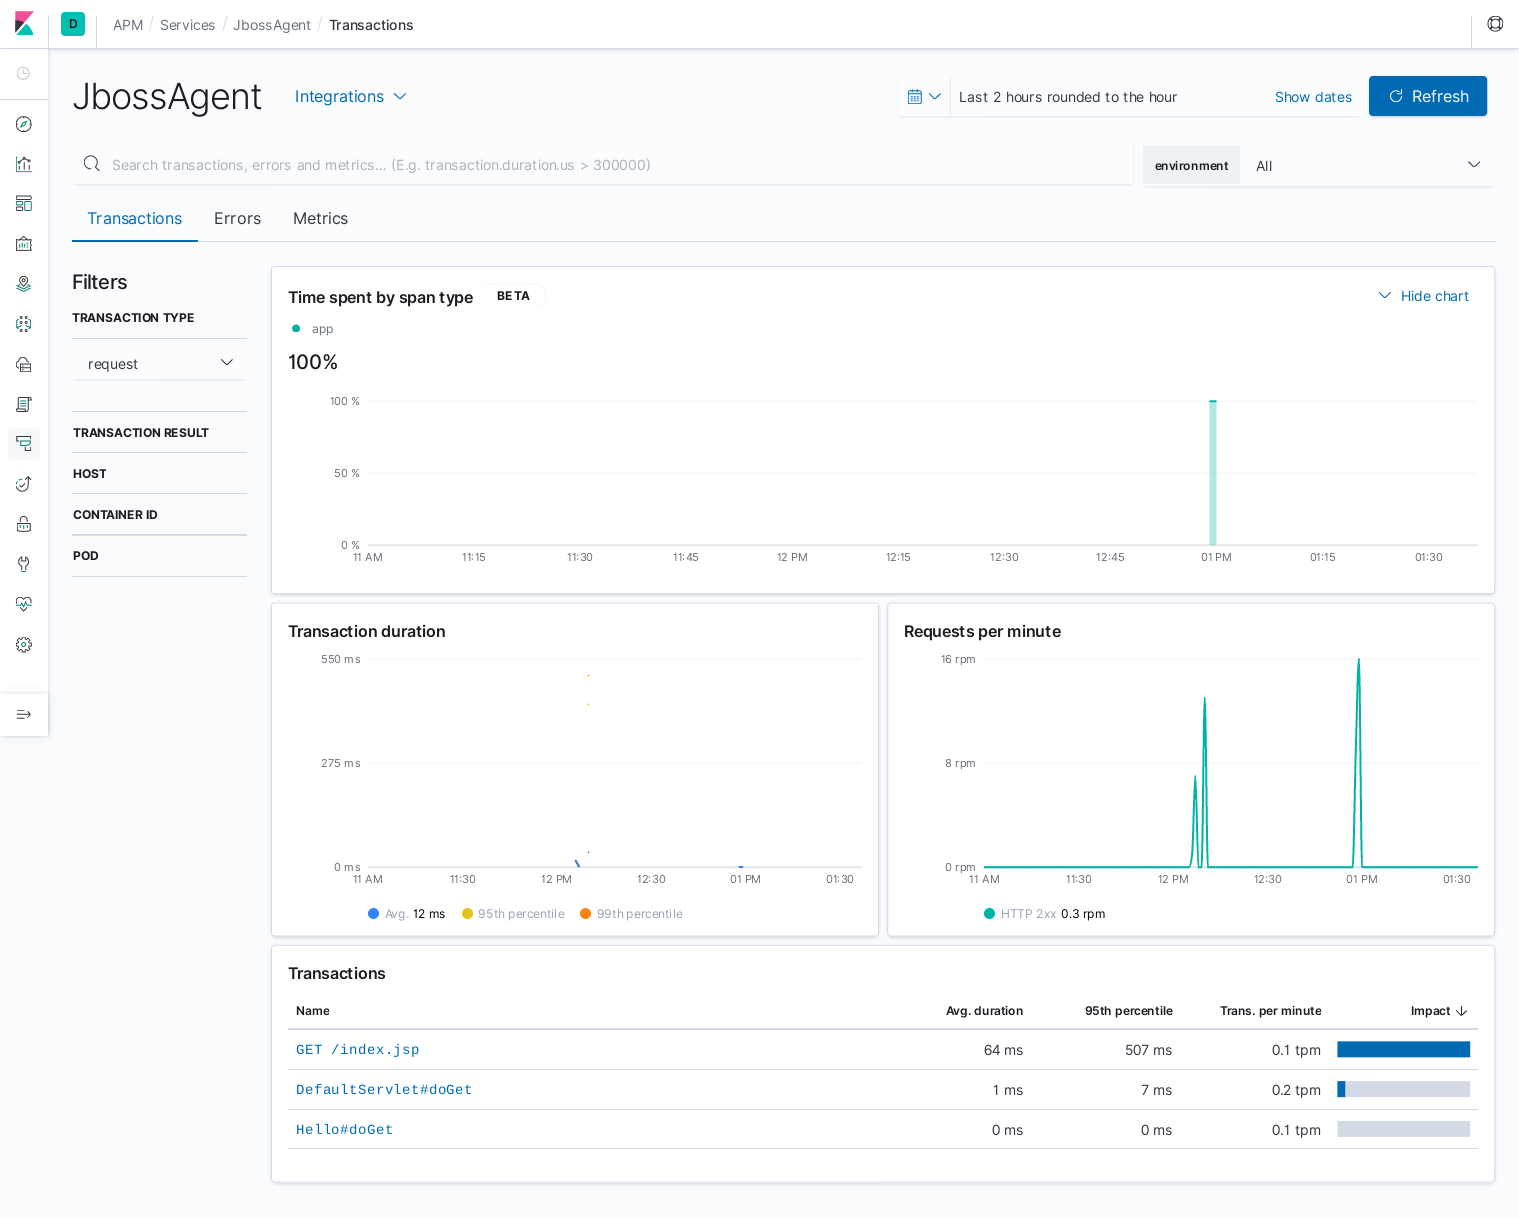 D
APM / Services / JbossAgent / Transactions
JbossAgent
Integrations
Last 2 hours rounded to the hour
Show dates
Refresh
Search transactions, errors and metrics... (E.g. transaction.duration.us > 300000)
environment
All
Transactions
Errors
Metrics
Filters
TRANSACTION TYPE
request
TRANSACTION RESULT
HOST
CONTAINER ID
POD
Time spent by span type
BETA
Hide chart
app
100%
100 %
50 %
0 %
11 AM
11:15
11:30
11:45
12 PM
12:15
12:30
12:45
01 PM
01:15
01:30
Transaction duration
550 ms
275 ms
0 ms
11 AM
11:30
12 PM
12:30
01 PM
01:30
Avg. 12 ms
95th percentile
99th percentile
Requests per minute
16 rpm
8 rpm
0 rpm
11 AM
11:30
12 PM
12:30
01 PM
01:30
HTTP 2xx 0.3 rpm
Transactions
Name Avg. duration 95th percentile Trans. per minute Impact
GET /index.jsp 64 ms 507 ms 0.1 tpm
DefaultServlet#doGet 1 ms 7 ms 0.2 tpm
Hello#doGet 0 ms 0 ms 0.1 tpm